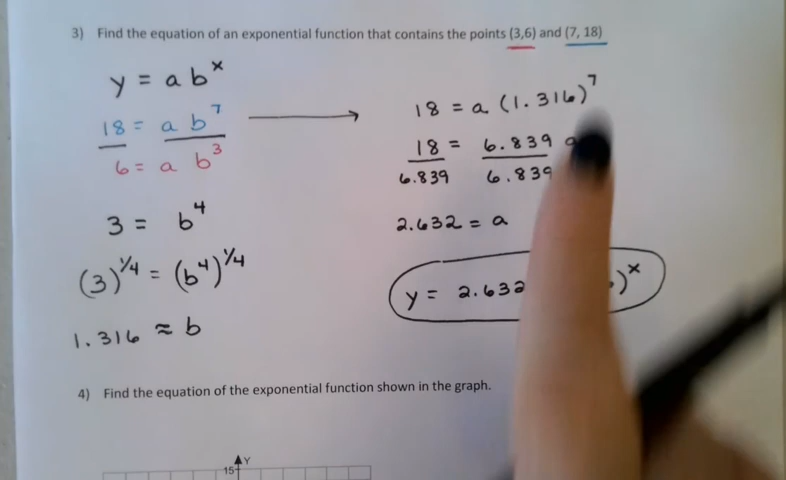 3) Find the equation of an exponential function that contains the points (3,6) and (7, 18)
y = a b^x
18 = a b^7
6 = a b^3
3 = b^4
(3)^1/4 = (b^4)^1/4
1.316 ≈ b
18 = a (1.316)^7
18 = 6.839 a
6.839 6.839
2.632 = a
y = 2.632 )^x
4) Find the equation of the exponential function shown in the graph.
Y
15